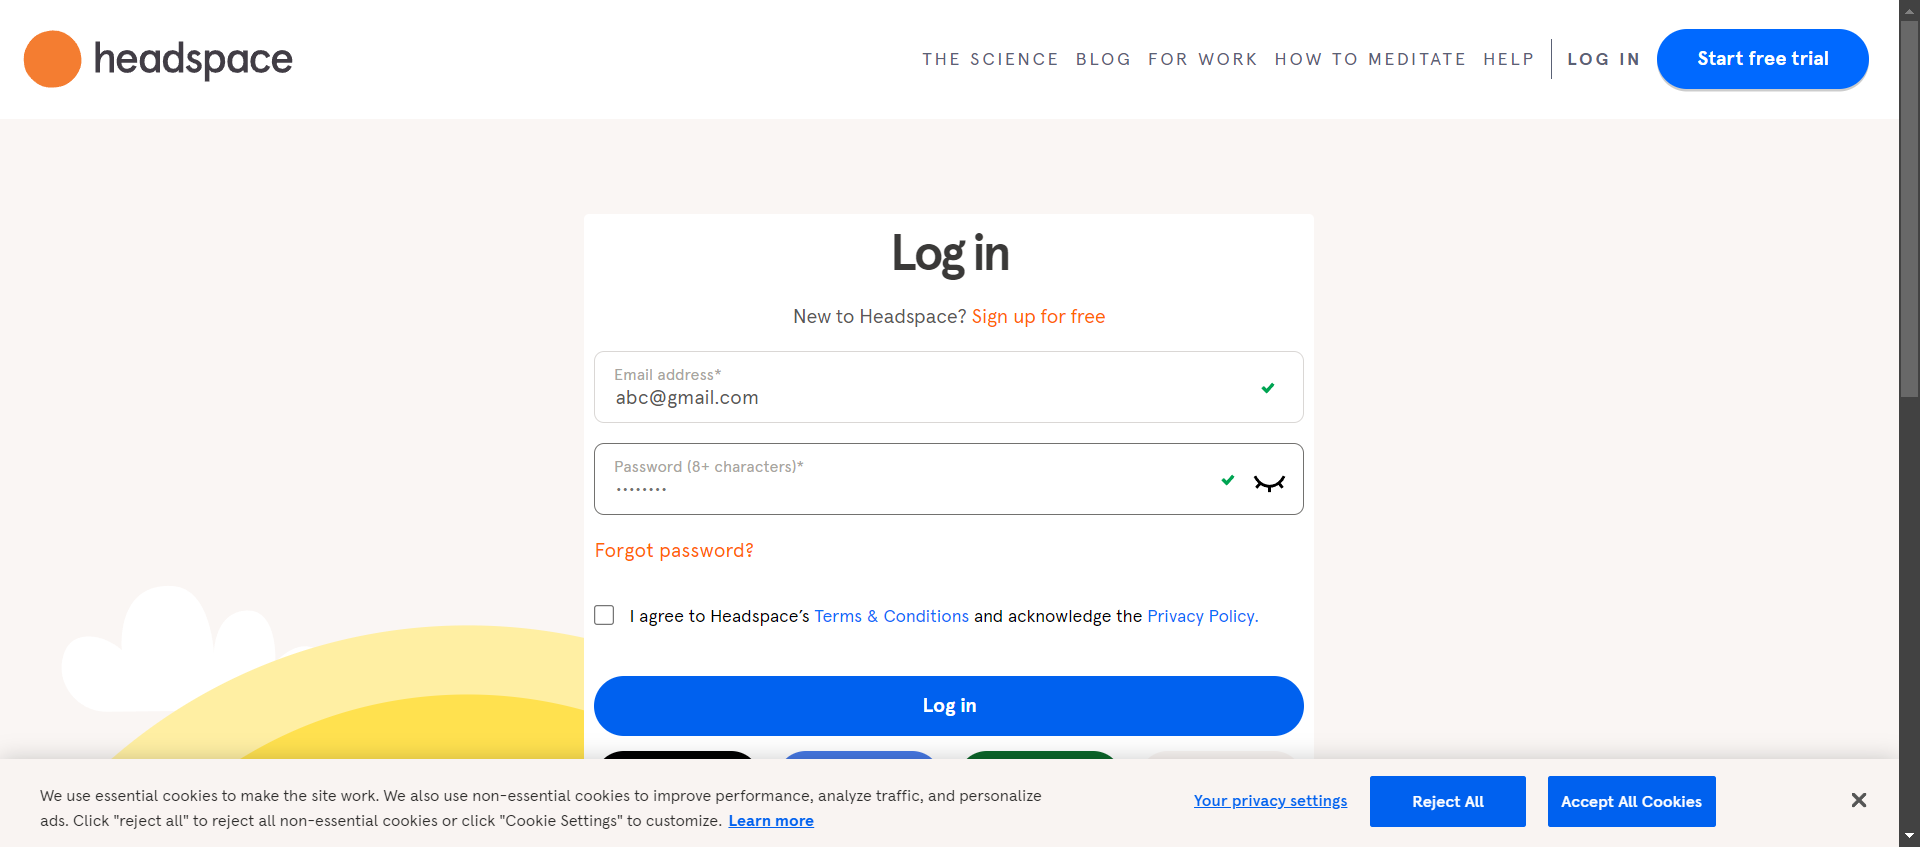 headspace
THE SCIENCE BLOG FOR WORK HOW TO MEDITATE HELP LOG IN Start free trial
Log in
New to Headspace? Sign up for free
Email address*
abc@gmail.com
Password (8+ characters)*
••••••••
Forgot password?
I agree to Headspace’s Terms & Conditions and acknowledge the Privacy Policy.
Log in
We use essential cookies to make the site work. We also use non-essential cookies to improve performance, analyze traffic, and personalize
ads. Click "reject all" to reject all non-essential cookies or click "Cookie Settings" to customize. Learn more
Your privacy settings
Reject All
Accept All Cookies